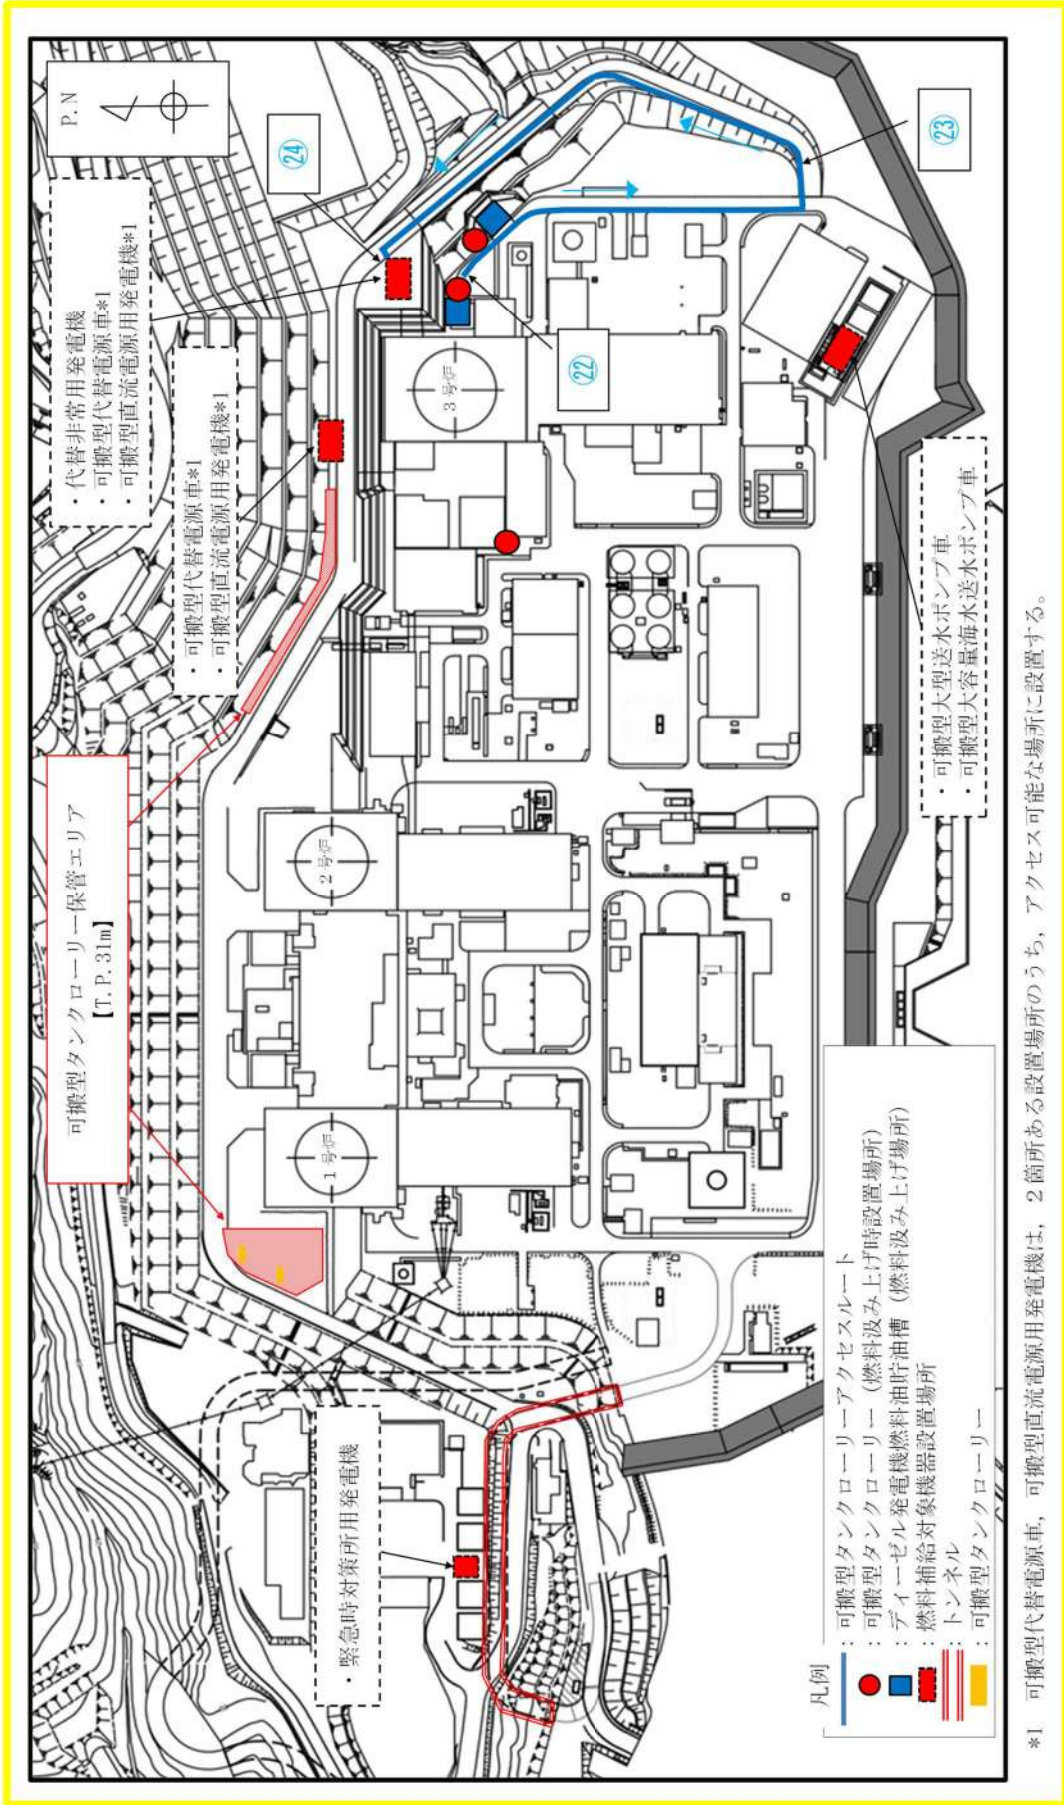 可搬型タンクローリー保管エリア
【T.P.31m】
・代替非常用発電機
・可搬型代替電源車*1
・可搬型直流電源用発電機*1
P.N
・可搬型代替電源車*1
・可搬型直流電源用発電機*1
㉔
・緊急時対策所用発電機
1号炉
2号炉
3号炉
㉒
㉓
・可搬型大型送水ポンプ車
・可搬型大容量海水送水ポンプ車
凡例
：可搬型タンクローリーアクセスルート
：可搬型タンクローリー（燃料汲み上げ時設置場所）
：ディーゼル発電機燃料油貯油槽（燃料汲み上げ場所）
：燃料補給対象機器設置場所
：トンネル
：可搬型タンクローリー
*1 可搬型代替電源車，可搬型直流電源用発電機は，2箇所ある設置場所のうち，アクセス可能な場所に設置する。